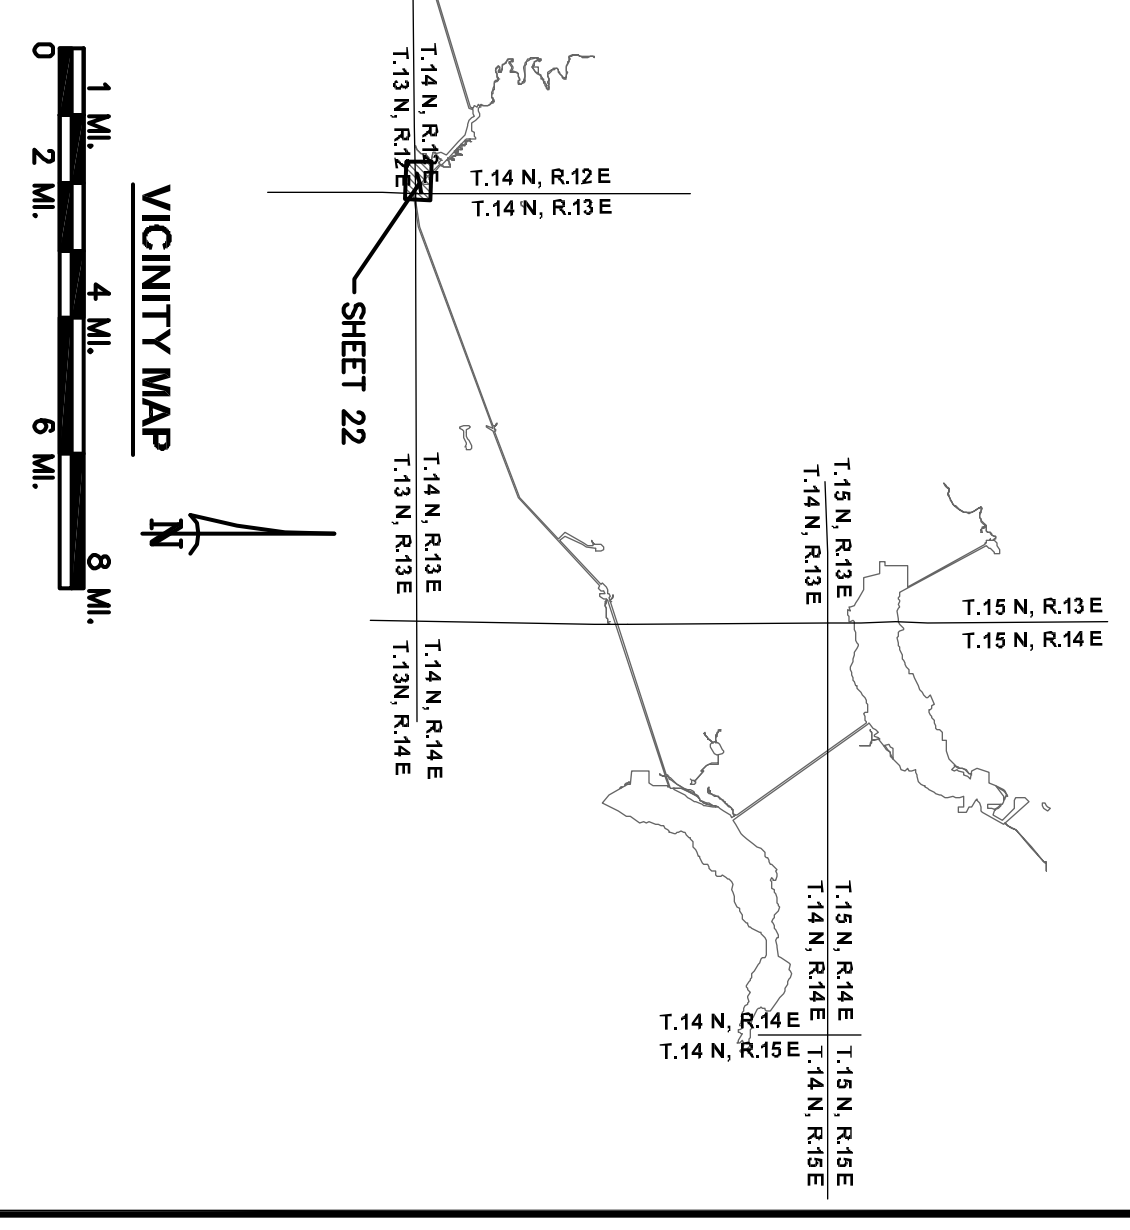 T.14 N, R.12 E
T.13 N, R.12 E
T.14 N, R.12 E
T.14 N, R.13 E
SHEET 22
T.14 N, R.13 E
T.13 N, R.13 E
T.15 N, R.13 E
T.14 N, R.13 E
T.15 N, R.13 E
T.15 N, R.14 E
T.14 N, R.14 E
T.13N, R.14 E
T.15 N, R.14 E
T.14 N, R.14 E
T.14 N, R.14 E
T.14 N, R.15 E
T.15 N, R.15 E
T.14 N, R.15 E
N
VICINITY MAP
1 MI.
4 MI.
8 MI.
0
2 MI.
6 MI.